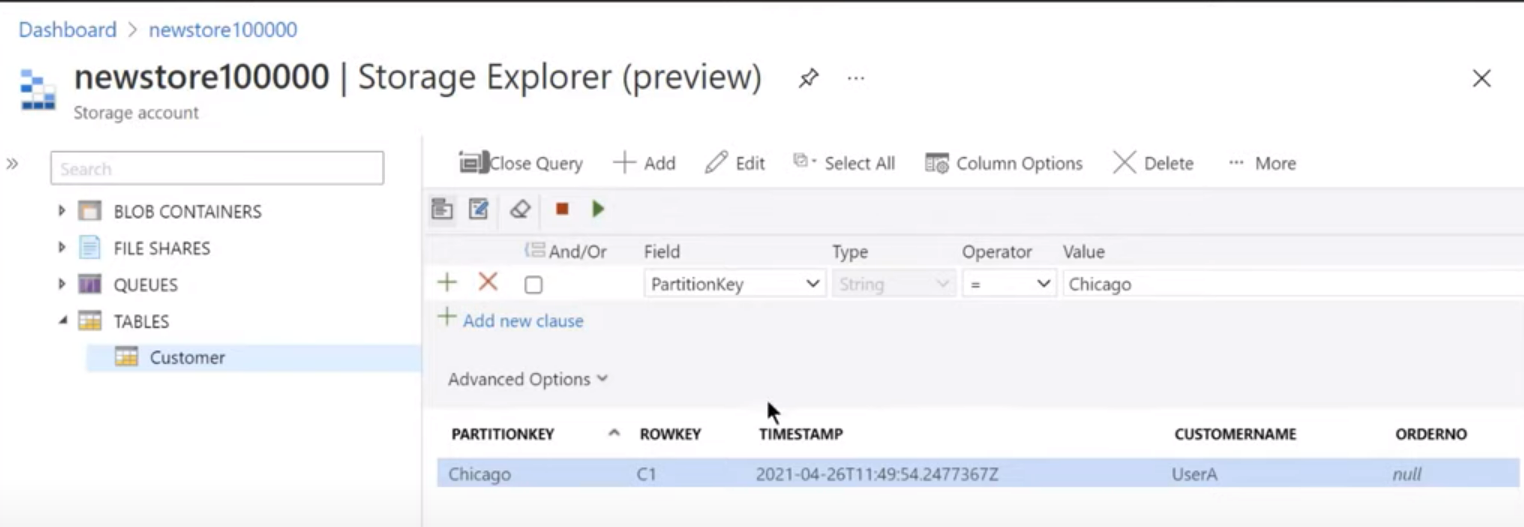 Dashboard > newstore100000
newstore100000 | Storage Explorer (preview)
Storage account
Search
BLOB CONTAINERS
FILE SHARES
QUEUES
TABLES
Customer
Close Query Add Edit Select All Column Options Delete ··· More
And/Or Field Type Operator Value
PartitionKey String = Chicago
Add new clause
Advanced Options
PARTITIONKEY ROWKEY TIMESTAMP CUSTOMERNAME ORDERNO
Chicago C1 2021-04-26T11:49:54.2477367Z UserA null